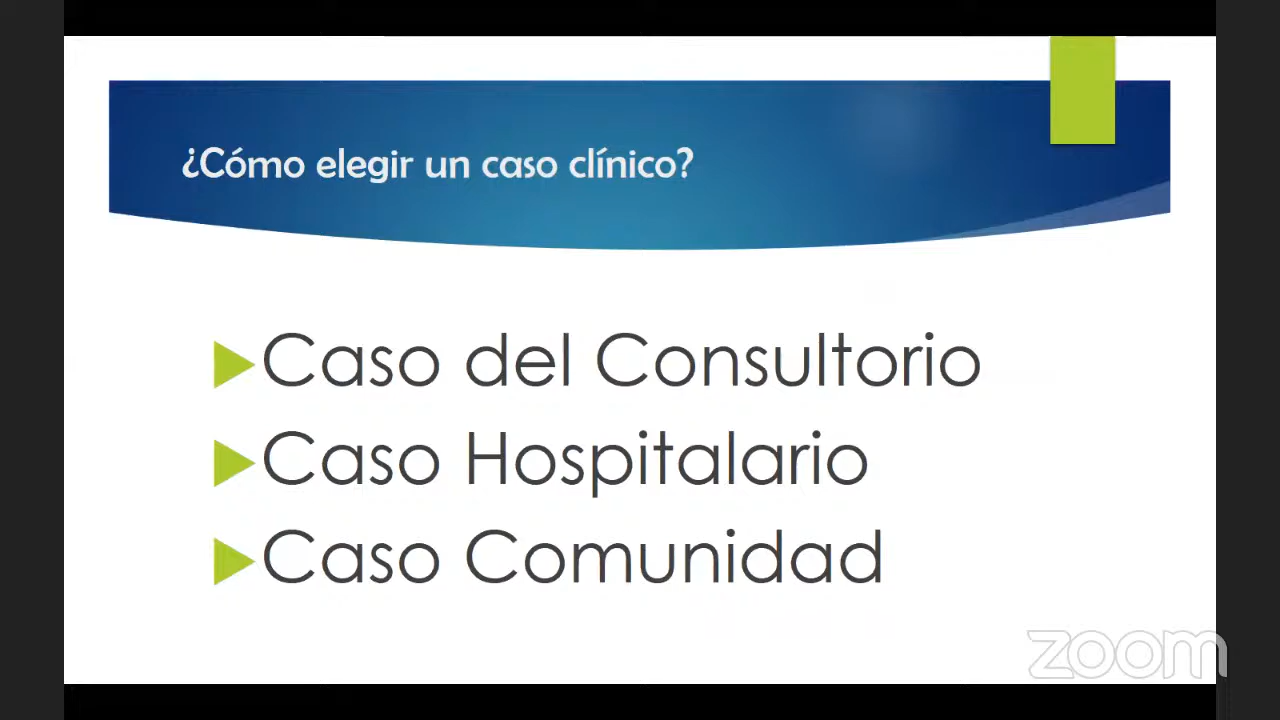 ¿Cómo elegir un caso clínico?
Caso del Consultorio
Caso Hospitalario
Caso Comunidad
zoom